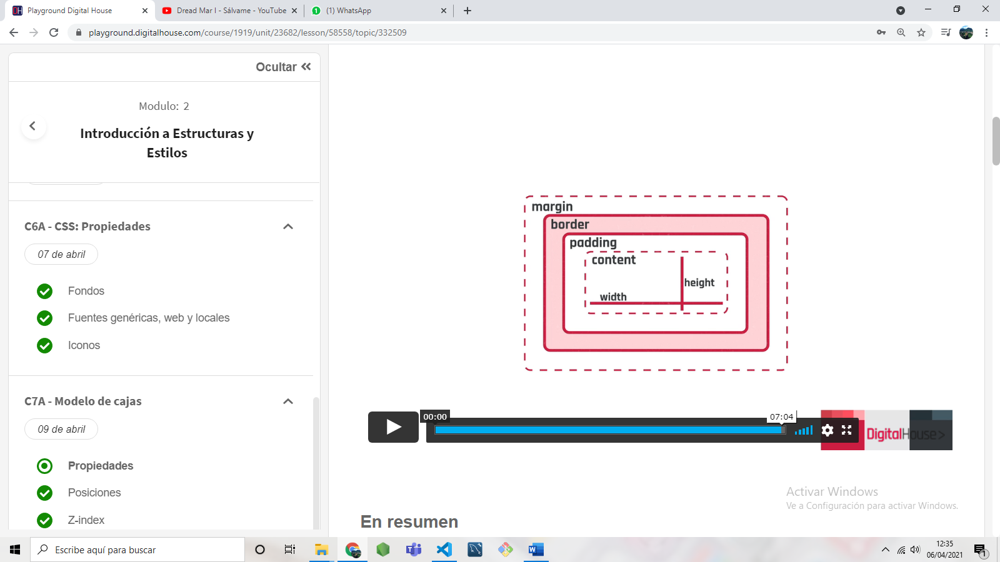 Playground Digital House
Dread Mar I - Sálvame - YouTube
(1) WhatsApp
playground.digitalhouse.com/course/1919/unit/23682/lesson/58558/topic/332509
Ocultar
Modulo: 2
Introducción a Estructuras y
Estilos
C6A - CSS: Propiedades
07 de abril
Fondos
Fuentes genéricas, web y locales
Iconos
C7A - Modelo de cajas
09 de abril
Propiedades
Posiciones
Z-index
margin
border
padding
content
height
width
00:00
07:04
DigitalHouse>
Activar Windows
Ve a Configuración para activar Windows.
En resumen
Escribe aquí para buscar
12:35
06/04/2021
1